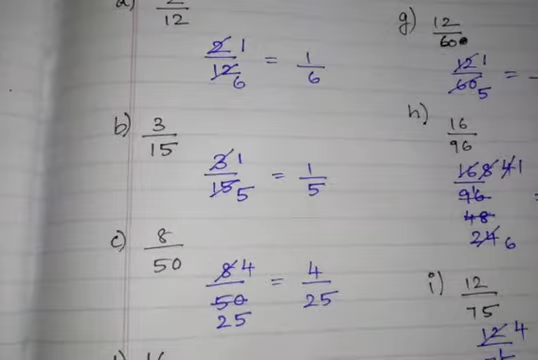 2/12
2 1/12 6 = 1/6
b) 3/15
3 1/15 5 = 1/5
c) 8/50
8 4/50 25 = 4/25
g) 12/60
12 1/60 5 =
h) 16/96
16 8 4 1/96 48 24 6
i) 12/75
12 4